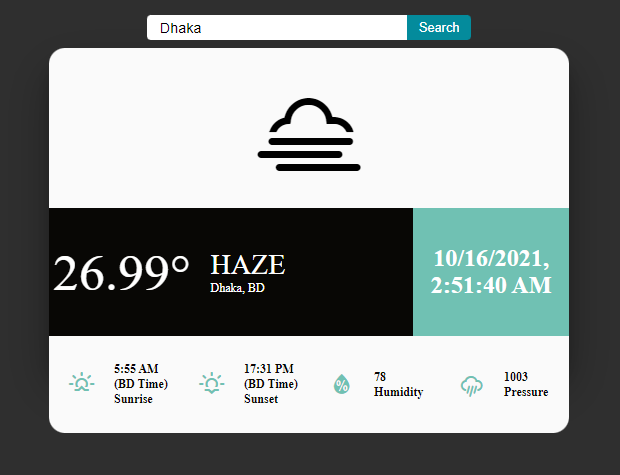 Dhaka
Search
26.99°
HAZE
Dhaka, BD
10/16/2021,
2:51:40 AM
5:55 AM
(BD Time)
Sunrise
17:31 PM
(BD Time)
Sunset
78
Humidity
1003
Pressure